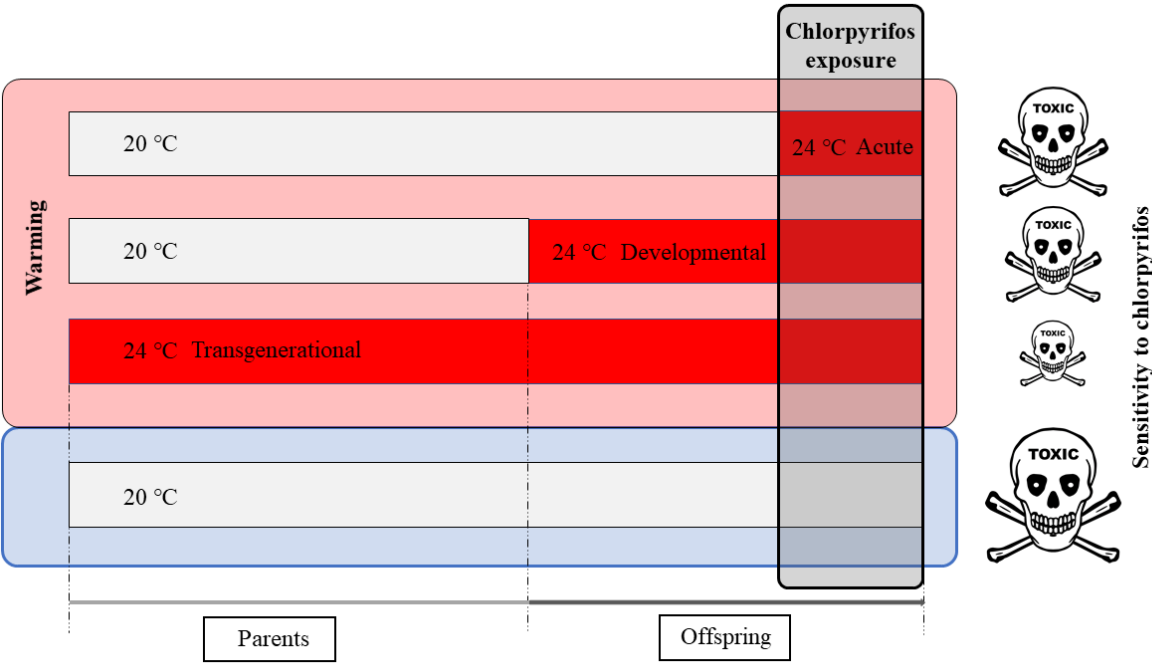 Chlorpyrifos
exposure
TOXIC
20 ℃
24 ℃ Acute
Warming
TOXIC
20 ℃
24 ℃ Developmental
Sensitivity to chlorpyrifos
TOXIC
24 ℃ Transgenerational
TOXIC
20 ℃
Parents
Offspring